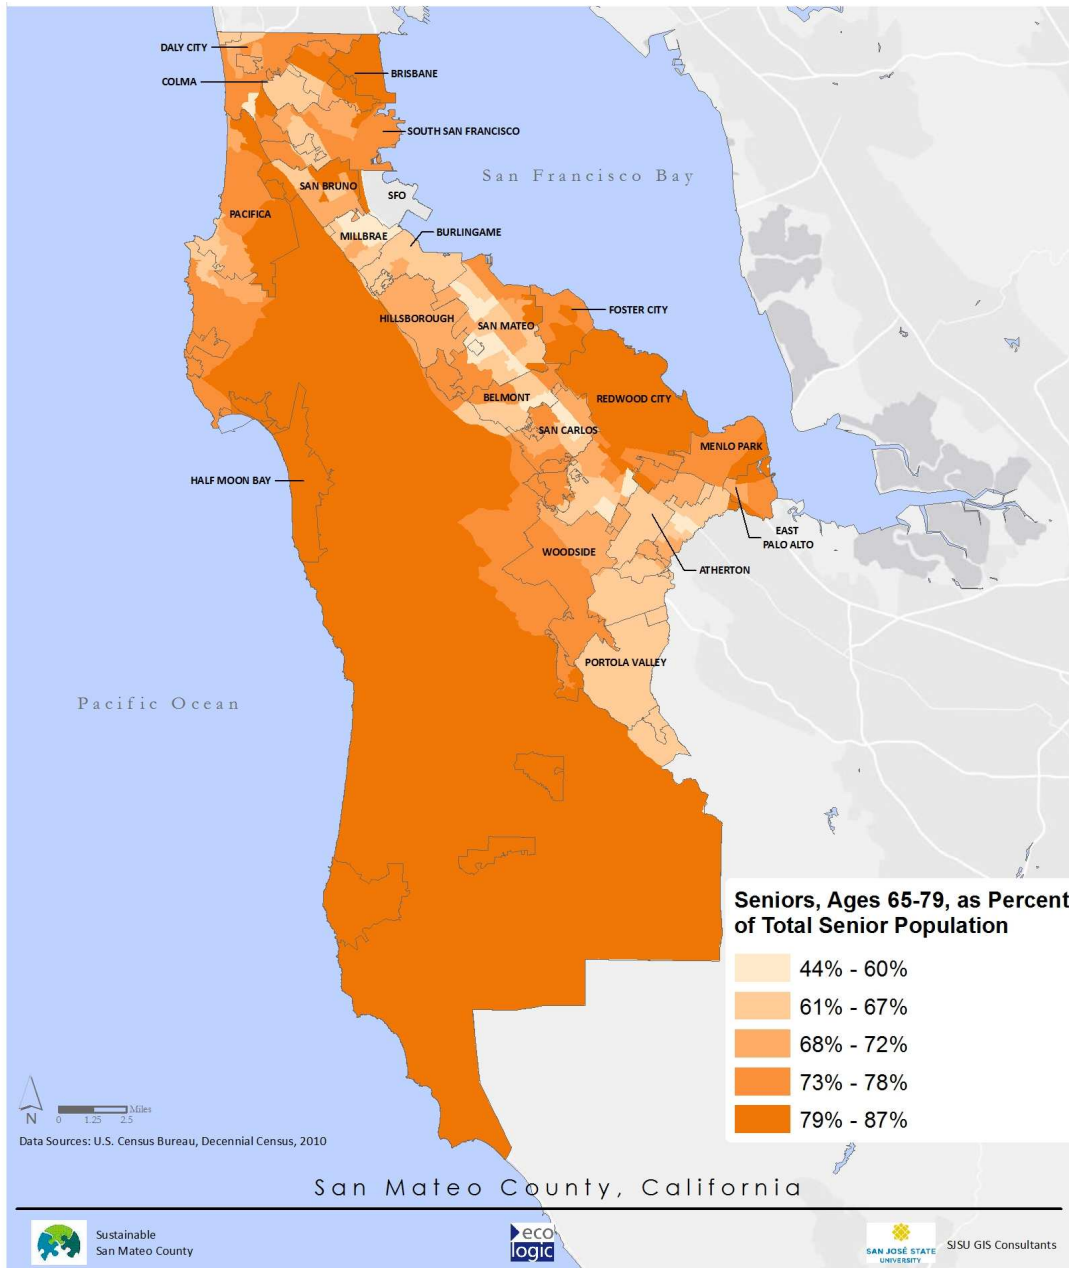 DALY CITY
COLMA
BRISBANE
SOUTH SAN FRANCISCO
San Francisco Bay
SAN BRUNO
SFO
PACIFICA
MILLBRAE
BURLINGAME
HILLSBOROUGH
SAN MATEO
FOSTER CITY
BELMONT
REDWOOD CITY
SAN CARLOS
MENLO PARK
HALF MOON BAY
EAST
PALO ALTO
WOODSIDE
ATHERTON
PORTOLA VALLEY
Pacific Ocean
Seniors, Ages 65-79, as Percent
of Total Senior Population
44% - 60%
61% - 67%
68% - 72%
73% - 78%
79% - 87%
N
Miles
0 1.25 2.5
Data Sources: U.S. Census Bureau, Decennial Census, 2010
San Mateo County, California
Sustainable
San Mateo County
eco
logic
SAN JOSÉ STATE
UNIVERSITY
SJSU GIS Consultants